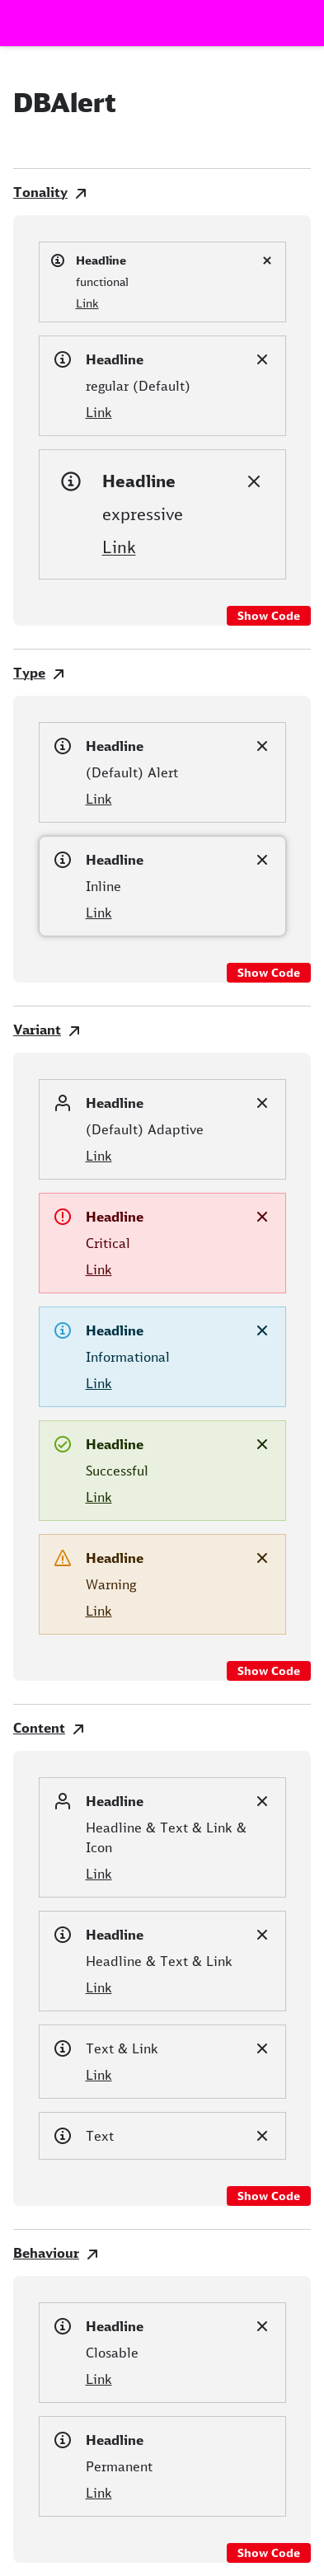 DBAlert
Tonality
Headline
functional
Link
Headline
regular (Default)
Link
Headline
expressive
Link
Show Code
Type
Headline
(Default) Alert
Link
Headline
Inline
Link
Show Code
Variant
Headline
(Default) Adaptive
Link
Headline
Critical
Link
Headline
Informational
Link
Headline
Successful
Link
Headline
Warning
Link
Show Code
Content
Headline
Headline & Text & Link &
Icon
Link
Headline
Headline & Text & Link
Link
Text & Link
Link
Text
Show Code
Behaviour
Headline
Closable
Link
Headline
Permanent
Link
Show Code